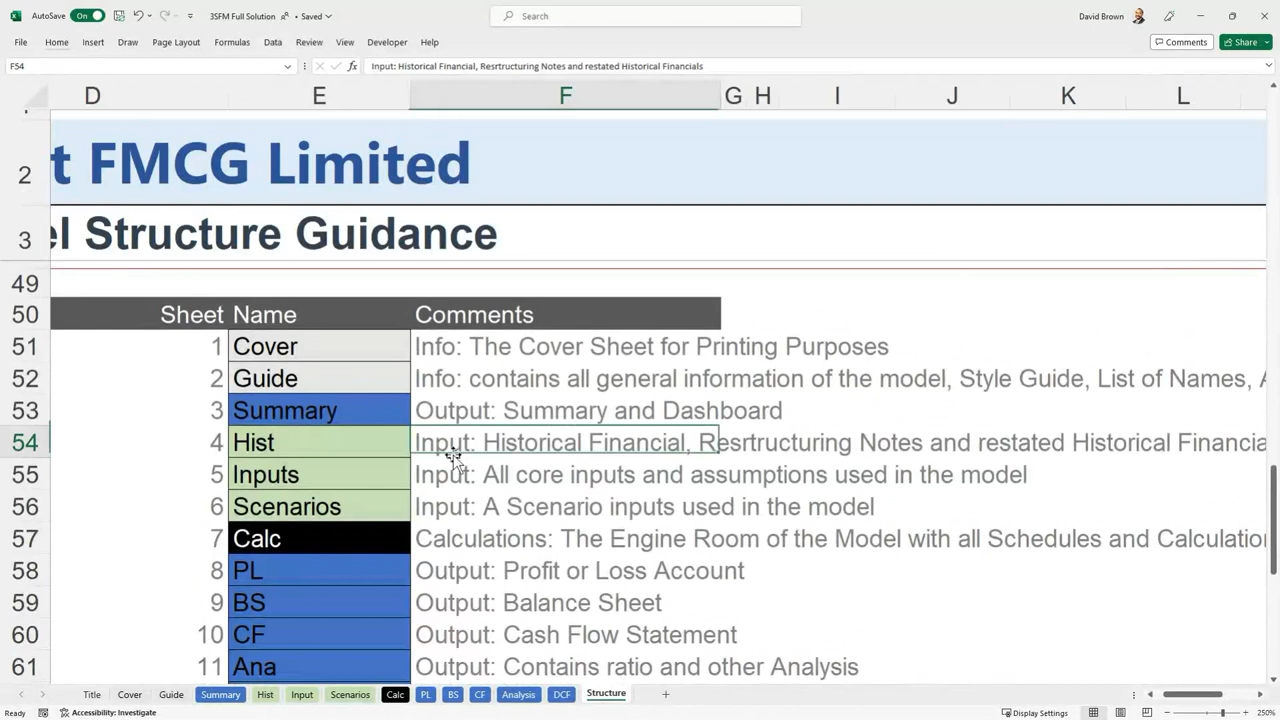 AutoSave On 3SFM Full Solution • Saved Search David Brown
File Home Insert Draw Page Layout Formulas Data Review View Developer Help Comments Share
F54 fx Input: Historical Financial, Resrtructuring Notes and restated Historical Financials
D E F G H I J K L
2 t FMCG Limited
3 el Structure Guidance
49
50 Sheet Name Comments
51 1 Cover Info: The Cover Sheet for Printing Purposes
52 2 Guide Info: contains all general information of the model, Style Guide, List of Names, A
53 3 Summary Output: Summary and Dashboard
54 4 Hist Input: Historical Financial, Resrtructuring Notes and restated Historical Financia
55 5 Inputs Input: All core inputs and assumptions used in the model
56 6 Scenarios Input: A Scenario inputs used in the model
57 7 Calc Calculations: The Engine Room of the Model with all Schedules and Calculation
58 8 PL Output: Profit or Loss Account
59 9 BS Output: Balance Sheet
60 10 CF Output: Cash Flow Statement
61 11 Ana Output: Contains ratio and other Analysis
Title Cover Guide Summary Hist Input Scenarios Calc PL BS CF Analysis DCF Structure
Ready Accessibility: Investigate Display Settings 250%